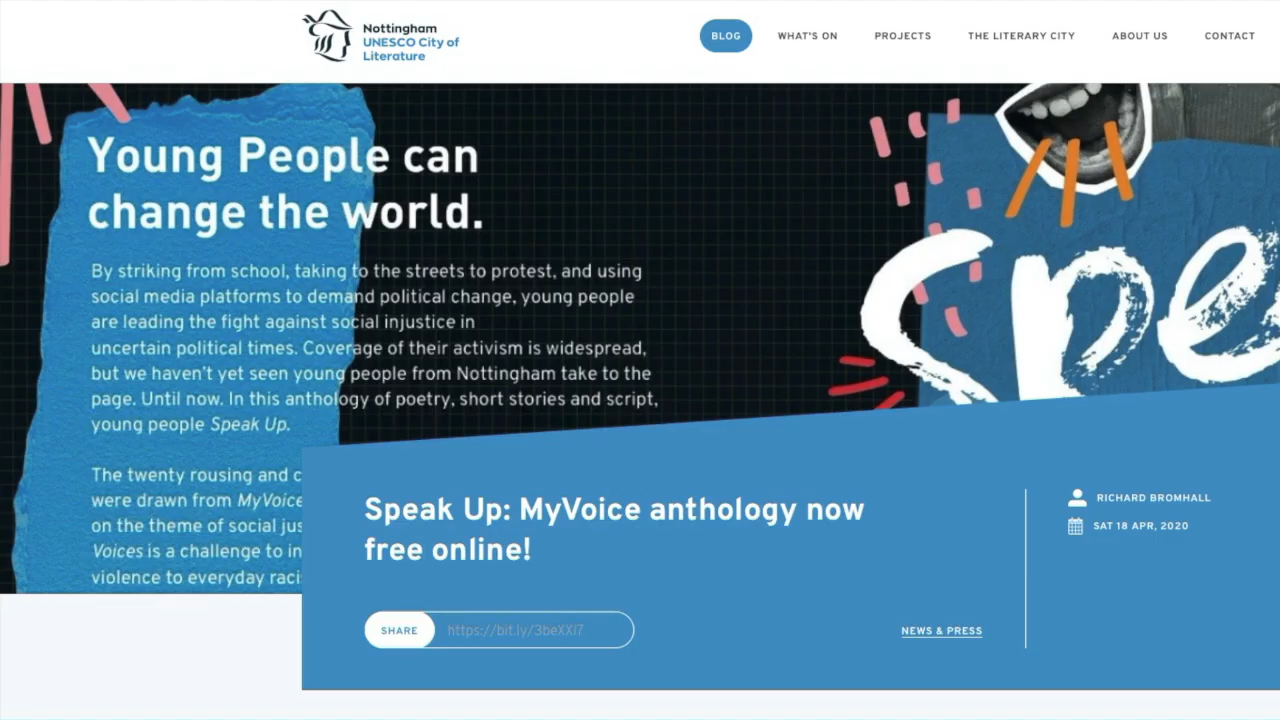 Nottingham
UNESCO City of
Literature
BLOG
WHAT'S ON
PROJECTS
THE LITERARY CITY
ABOUT US
CONTACT
Young People can
change the world.
By striking from school, taking to the streets to protest, and using
social media platforms to demand political change, young people
are leading the fight against social injustice in
uncertain political times. Coverage of their activism is widespread,
but we haven't yet seen young people from Nottingham take to the
page. Until now. In this anthology of poetry, short stories and script,
young people Speak Up.
The twenty rousing and
were drawn from MyVoice
on the theme of social
Voices is a challenge to
violence to everyday
Spe
Speak Up: MyVoice anthology now
free online!
RICHARD BROMHALL
SAT 18 APR, 2020
SHARE
NEWS & PRESS